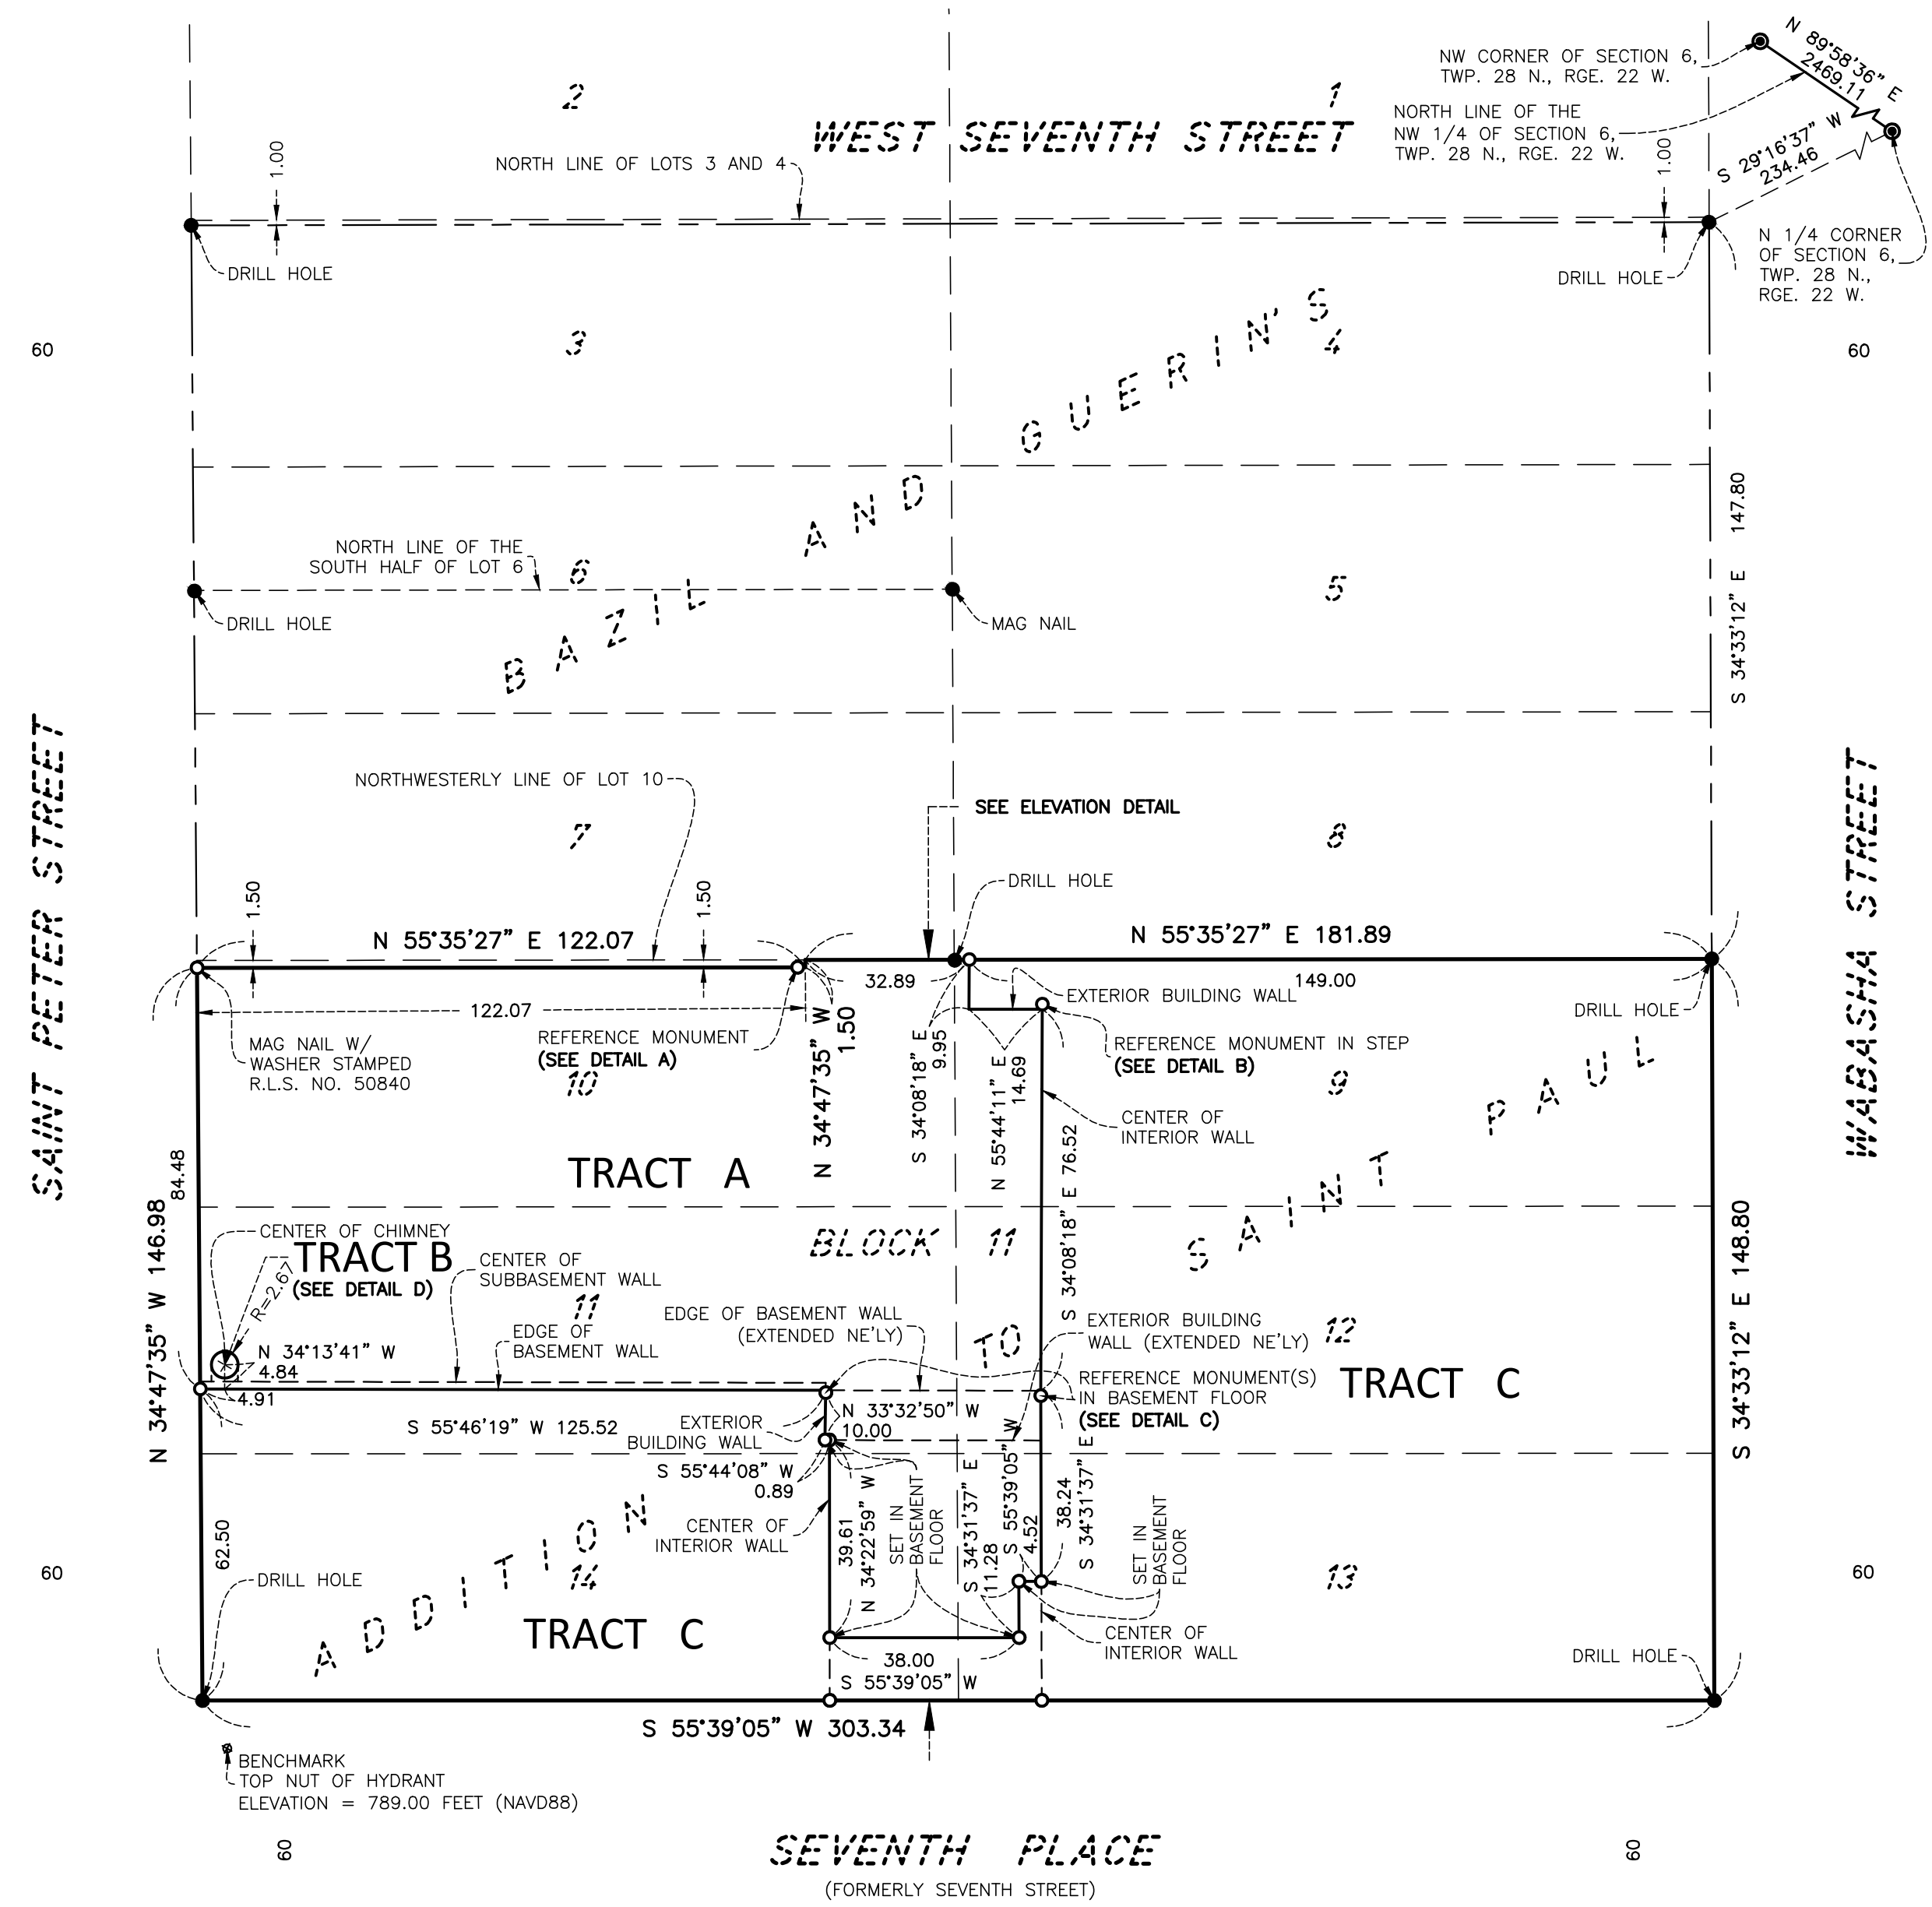 N 89°58'36" E
2469.11
NW CORNER OF SECTION 6,
TWP. 28 N., RGE. 22 W.
NORTH LINE OF THE
NW 1/4 OF SECTION 6,
TWP. 28 N., RGE. 22 W.
S 29°16'37" W
234.46
N 1/4 CORNER
OF SECTION 6,
TWP. 28 N.,
RGE. 22 W.
2
1
WEST SEVENTH STREET
NORTH LINE OF LOTS 3 AND 4
1.00
1.00
DRILL HOLE
DRILL HOLE
60
60
3
4
BAZIL AND GUERIN'S
147.80
S 34°33'12" E
NORTH LINE OF THE
SOUTH HALF OF LOT 6
6
5
DRILL HOLE
MAG NAIL
SAINT PETER STREET
WABASHA STREET
NORTHWESTERLY LINE OF LOT 10
SEE ELEVATION DETAIL
7
8
DRILL HOLE
1.50
1.50
N 55°35'27" E 122.07
N 55°35'27" E 181.89
32.89
149.00
122.07
EXTERIOR BUILDING WALL
DRILL HOLE
MAG NAIL W/
WASHER STAMPED
R.L.S. NO. 50840
REFERENCE MONUMENT
(SEE DETAIL A)
N 34°47'35" W
1.50
S 34°08'18" E
9.95
N 55°44'11" E
14.69
REFERENCE MONUMENT IN STEP
(SEE DETAIL B)
10
9
CENTER OF
INTERIOR WALL
TRACT A
84.48
N 34°47'35" W 146.98
S 34°08'18" E 76.52
SAINT PAUL
S 34°33'12" E 148.80
BLOCK 11
CENTER OF CHIMNEY
TRACT B
(SEE DETAIL D)
R=2.67
CENTER OF
SUBBASEMENT WALL
11
EDGE OF BASEMENT WALL
(EXTENDED NE'LY)
EDGE OF
BASEMENT WALL
TO
EXTERIOR BUILDING
WALL (EXTENDED NE'LY)
12
N 34°13'41" W
4.84
4.91
REFERENCE MONUMENT(S)
IN BASEMENT FLOOR
(SEE DETAIL C)
TRACT C
S 55°46'19" W 125.52
EXTERIOR
BUILDING WALL
N 33°32'50" W
10.00
S 55°44'08" W
0.89
CENTER OF
INTERIOR WALL
39.61
N 34°22'59" W
SET IN
BASEMENT
FLOOR
S 34°31'37" E
11.28
S 55°39'05" W
4.52
38.24
S 34°31'37" E
SET IN
BASEMENT
FLOOR
62.50
DRILL HOLE
14
13
ADDITION
60
60
TRACT C
CENTER OF
INTERIOR WALL
38.00
S 55°39'05" W
DRILL HOLE
S 55°39'05" W 303.34
BENCHMARK
TOP NUT OF HYDRANT
ELEVATION = 789.00 FEET (NAVD88)
60
60
SEVENTH PLACE
(FORMERLY SEVENTH STREET)